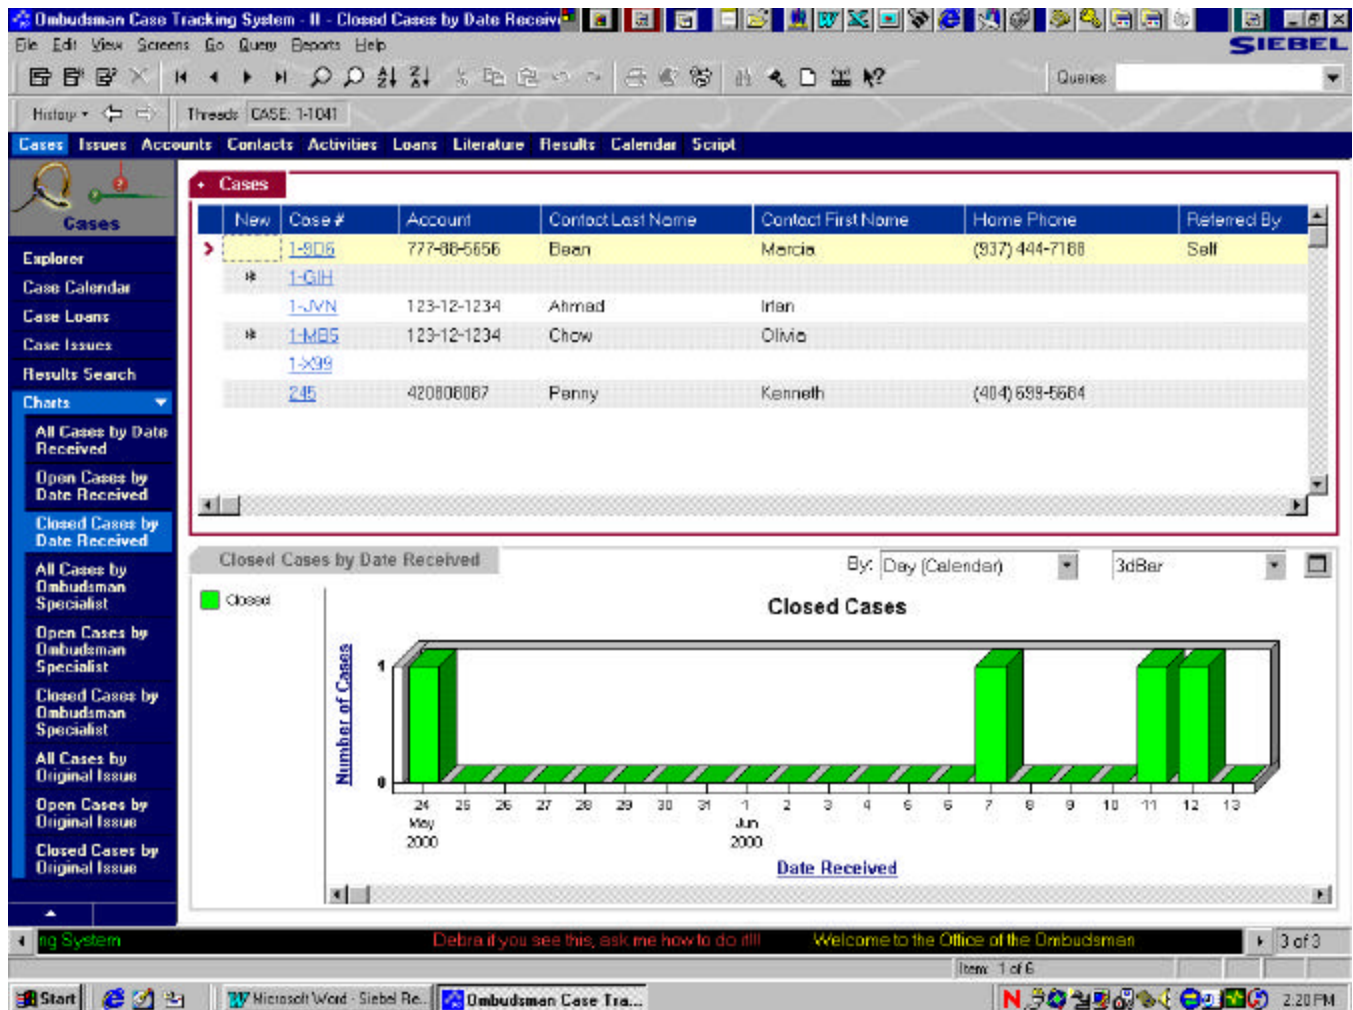 Ombudsman Case Tracking System - II - Closed Cases by Date Receiv
File Edit View Screens Go Query Reports Help
SIEBEL
Queries
History
Threads: CASE: 1-1041
Cases Issues Accounts Contacts Activities Loans Literature Results Calendar Script
Cases
Explorer
Case Calendar
Case Loans
Case Issues
Results Search
Charts
All Cases by Date
Received
Open Cases by
Date Received
Closed Cases by
Date Received
All Cases by
Ombudsman
Specialist
Open Cases by
Ombudsman
Specialist
Closed Cases by
Ombudsman
Specialist
All Cases by
Original Issue
Open Cases by
Original Issue
Closed Cases by
Original Issue
Cases
New Case # Account Contact Last Name Contact First Name Home Phone Referred By
1-9D6 777-88-5656 Bean Marcia (937) 444-7188 Self
* 1-GIH
1-JVN 123-12-1234 Ahmad Irfan
* 1-MB5 123-12-1234 Chow Olivia
1-X99
245 420808087 Penny Kenneth (404) 699-5684
Closed Cases by Date Received
By: Day (Calendar) 3dBar
Closed
Closed Cases
Number of Cases
1
0
24 25 26 27 28 29 30 31 1 2 3 4 5 6 7 8 9 10 11 12 13
May Jun
2000 2000
Date Received
ng System Debra if you see this, ask me how to do it!!! Welcome to the Office of the Ombudsman 3 of 3
Item: 1 of 6
Start Microsoft Word - Siebel Re... Ombudsman Case Tra... 2:20 PM